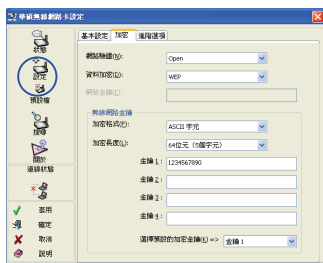 華碩無線網路卡設定
狀態
設定
預設檔
搜尋
關於
連線狀態
套用
確定
取消
說明
基本設定 加密 進階選項
網路驗證(N): Open
資料加密(D): WEP
網路金鑰(E):
無線網路金鑰
加密格式(F): ASCII 字元
加密長度(L): 64位元 (5個字元)
金鑰 1: 1234567890
金鑰 2:
金鑰 3:
金鑰 4:
選擇預設的加密金鑰(K) => 金鑰 1